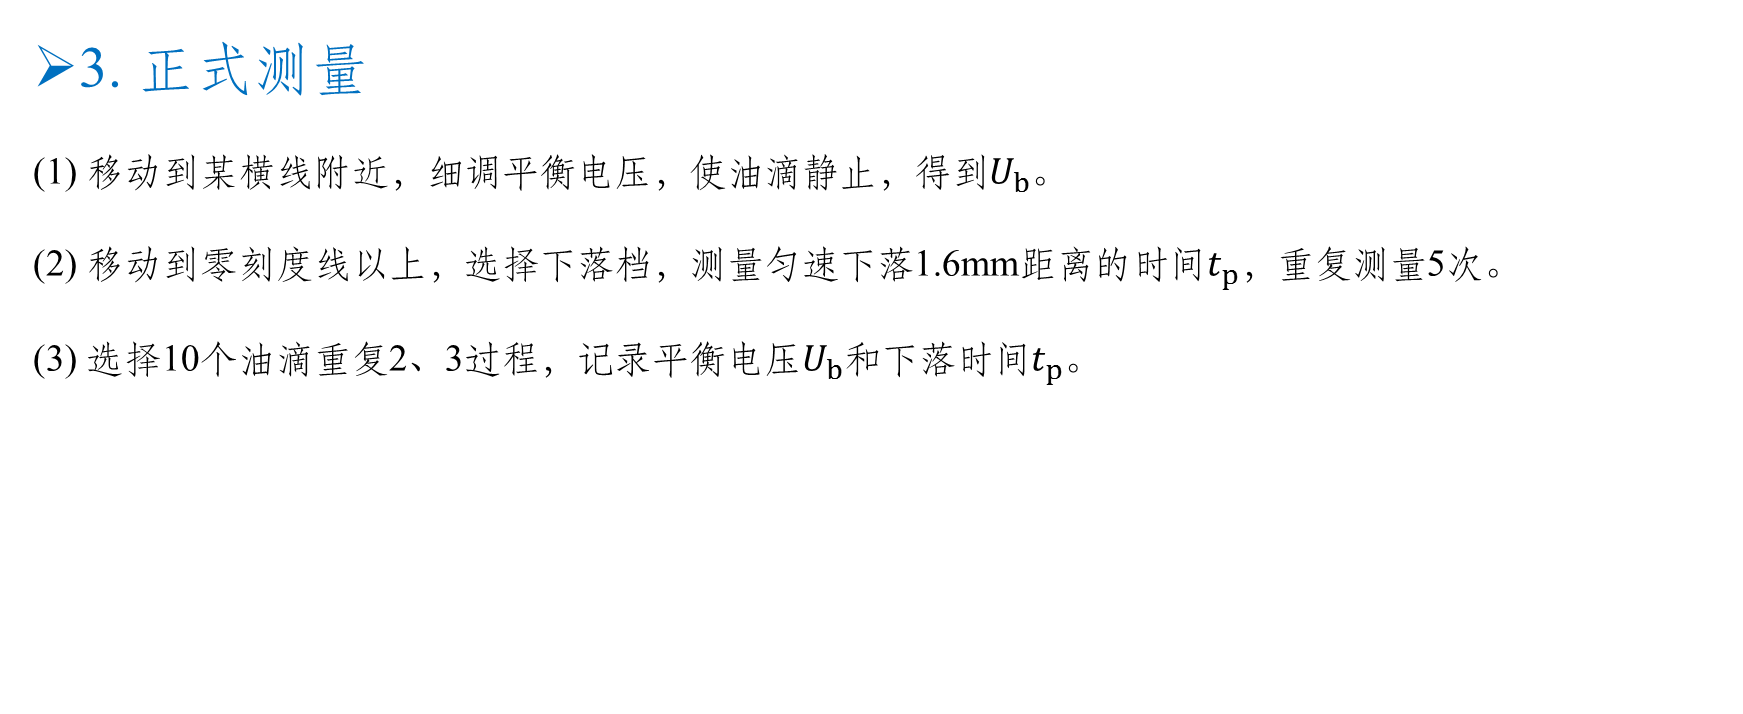 ➢3. 正式测量
(1) 移动到某横线附近，细调平衡电压，使油滴静止，得到U_b。
(2) 移动到零刻度线以上，选择下落档，测量匀速下落1.6mm距离的时间t_p，重复测量5次。
(3) 选择10个油滴重复2、3过程，记录平衡电压U_b和下落时间t_p。